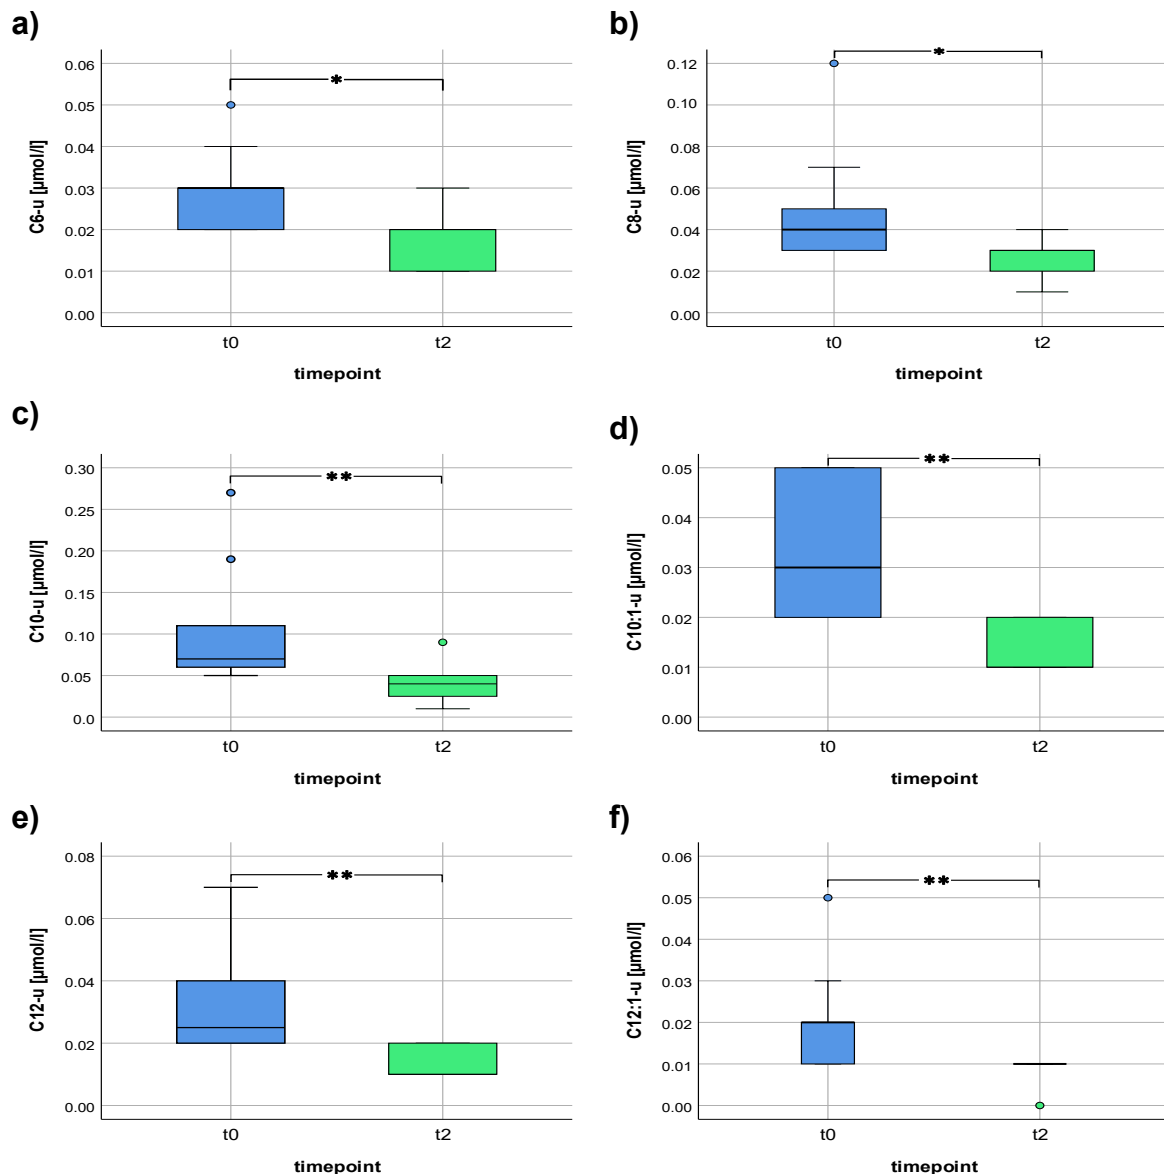 a)
0.06
*
0.05
0.04
0.03
0.02
0.01
0.00
C6-u [µmol/l]
t0 t2
timepoint
b)
*
0.12
0.10
0.08
0.06
0.04
0.02
0.00
C8-u [µmol/l]
t0 t2
timepoint
c)
0.30
**
0.25
0.20
0.15
0.10
0.05
0.0
C10-u [µmol/l]
t0 t2
timepoint
d)
**
0.05
0.04
0.03
0.02
0.01
0.00
C10:1-u [µmol/l]
t0 t2
timepoint
e)
0.08
**
0.06
0.04
0.02
0.00
C12-u [µmol/l]
t0 t2
timepoint
f)
0.06
**
0.05
0.04
0.03
0.02
0.01
0.00
C12:1-u [µmol/l]
t0 t2
timepoint